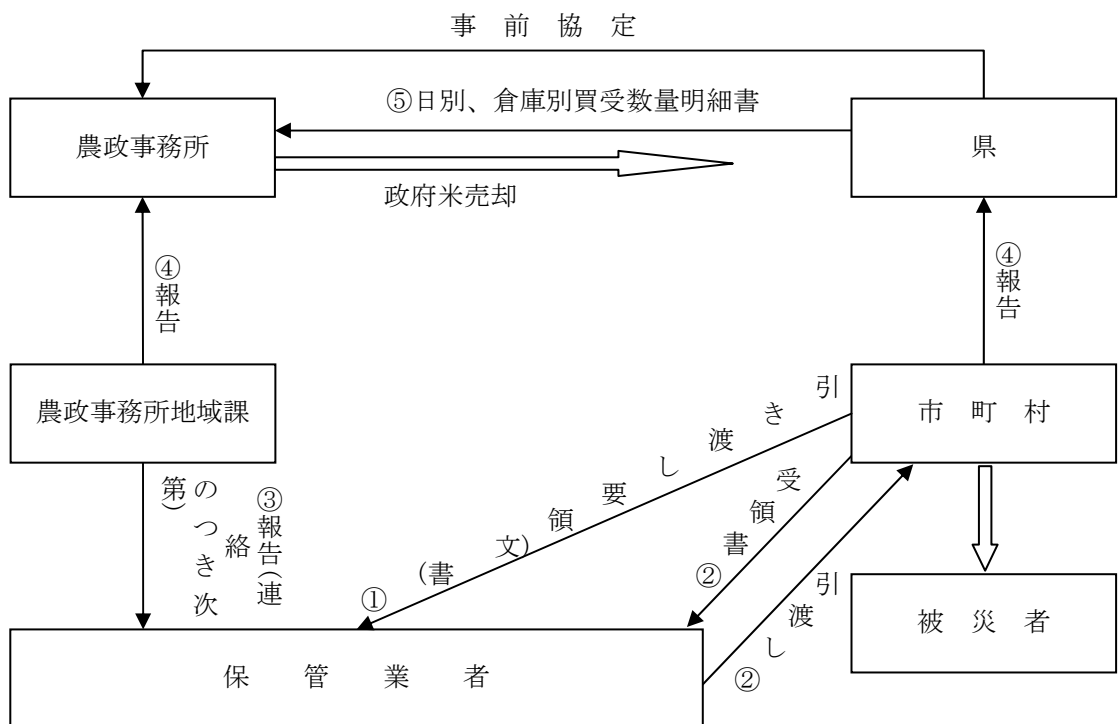 事前協定
⑤日別、倉庫別買受数量明細書
農政事務所
県
政府米売却
④報告
④報告
農政事務所地域課
市町村
引き渡し要領(文書)
①
受領書
②
引渡し
②
③報告(連
絡
のつき次
第)
被災者
保管業者